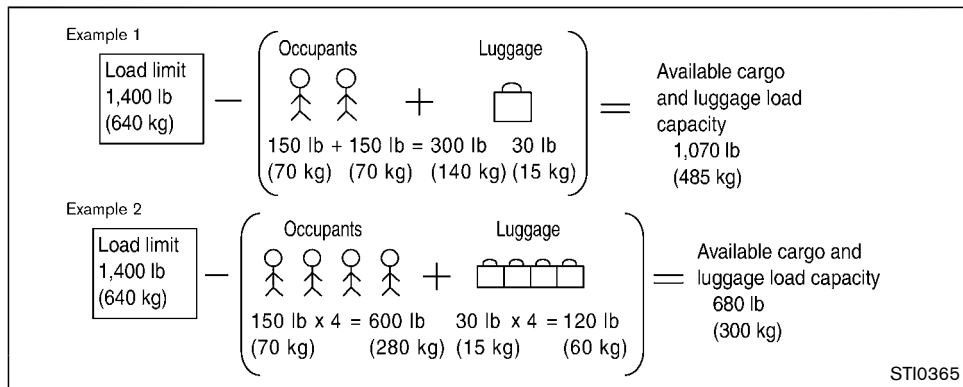 Example 1
Load limit
1,400 lb
(640 kg)
−
Occupants
+
Luggage
150 lb + 150 lb = 300 lb 30 lb
(70 kg) (70 kg) (140 kg) (15 kg)
=
Available cargo
and luggage load
capacity
1,070 lb
(485 kg)
Example 2
Load limit
1,400 lb
(640 kg)
−
Occupants
+
Luggage
150 lb x 4 = 600 lb 30 lb x 4 = 120 lb
(70 kg) (280 kg) (15 kg) (60 kg)
=
Available cargo and
luggage load capacity
680 lb
(300 kg)
STI0365